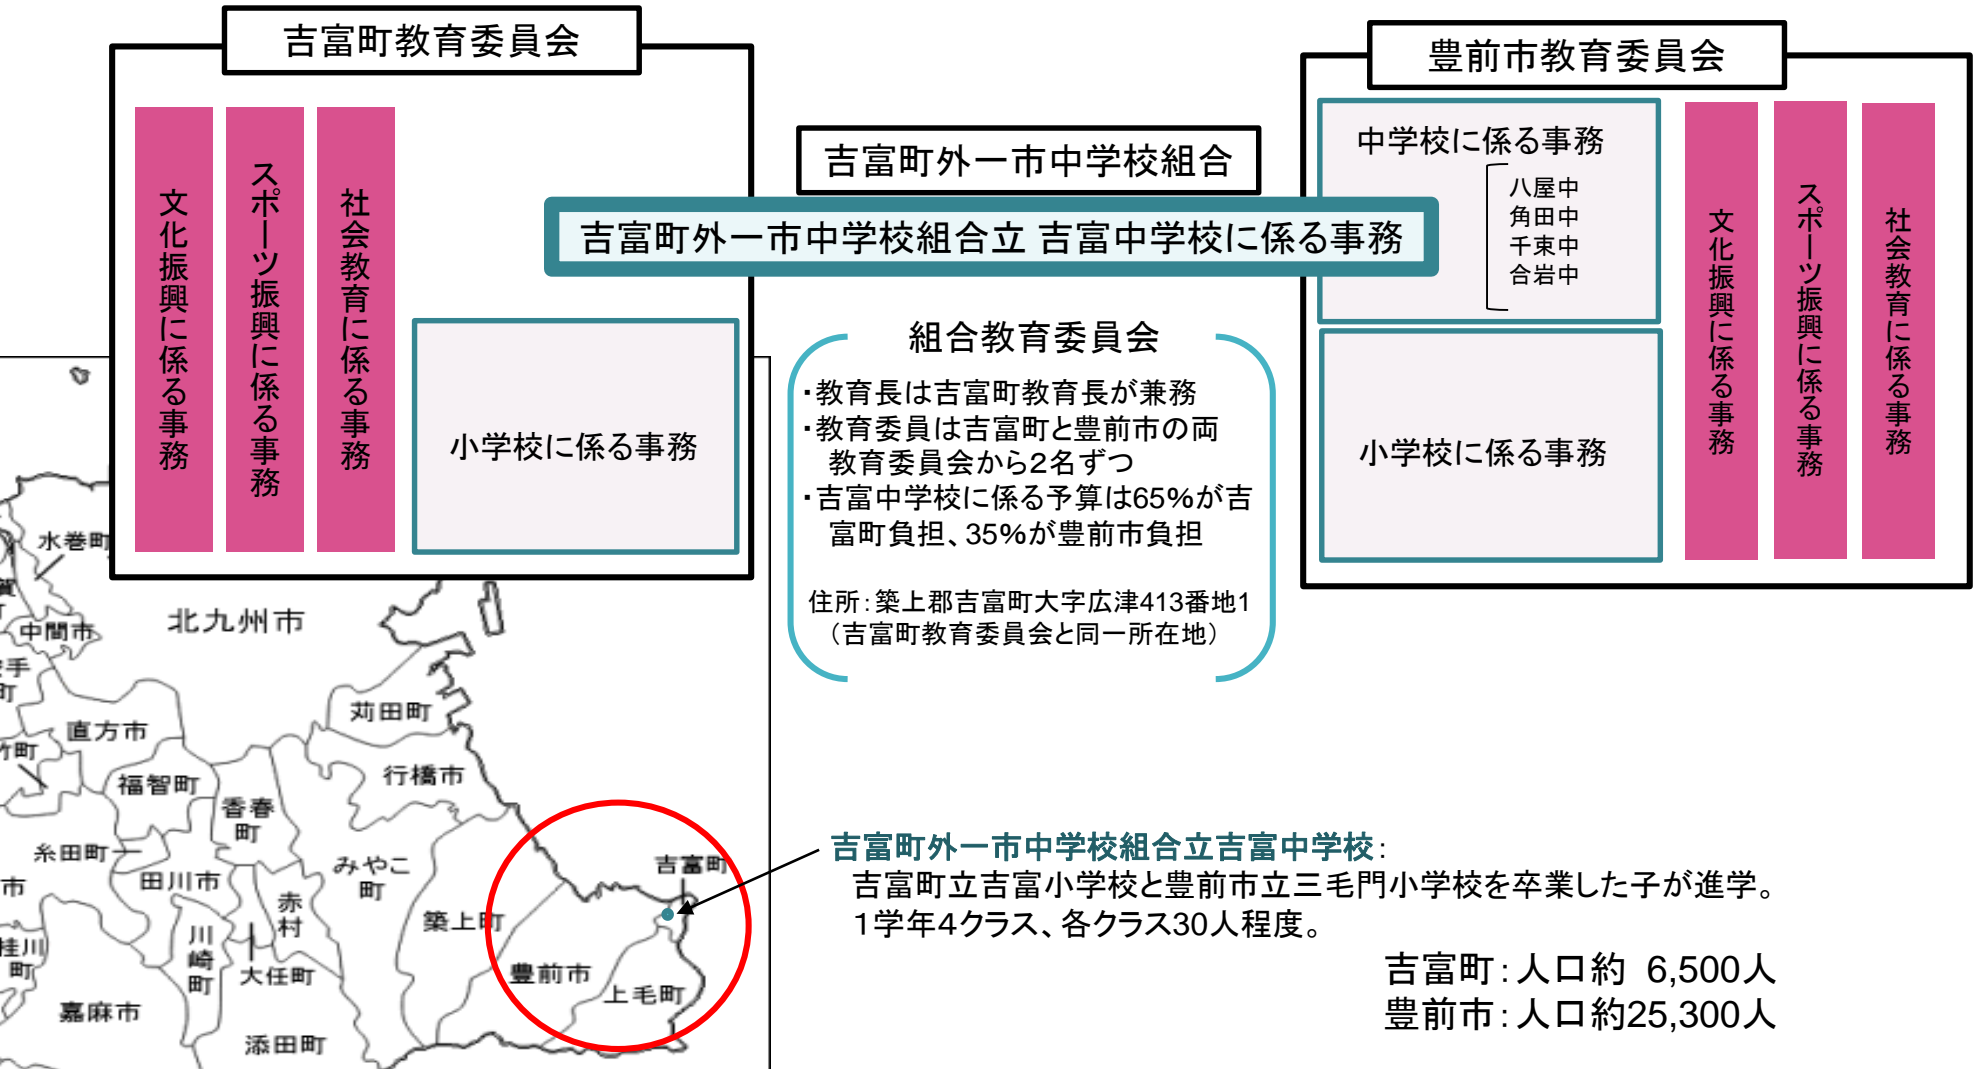 吉富町教育委員会
文化振興に係る事務
スポーツ振興に係る事務
社会教育に係る事務
小学校に係る事務
吉富町外一市中学校組合
吉富町外一市中学校組合立 吉富中学校に係る事務
組合教育委員会
・教育長は吉富町教育長が兼務
・教育委員は吉富町と豊前市の両
教育委員会から２名ずつ
・吉富中学校に係る予算は65%が吉
富町負担、35%が豊前市負担
住所：築上郡吉富町大字広津413番地1
（吉富町教育委員会と同一所在地）
豊前市教育委員会
中学校に係る事務
八屋中
角田中
千束中
合岩中
小学校に係る事務
文化振興に係る事務
スポーツ振興に係る事務
社会教育に係る事務
水巻町
北九州市
中間市
苅田町
直方市
行橋市
福智町
香春
町
糸田町
みやこ
町
田川市
赤
村
築上町
吉富町
川
崎
町
大任町
豊前市
上毛町
桂川
町
嘉麻市
添田町
吉富町外一市中学校組合立吉富中学校：
吉富町立吉富小学校と豊前市立三毛門小学校を卒業した子が進学。
１学年４クラス、各クラス30人程度。
吉富町：人口約 6,500人
豊前市：人口約25,300人